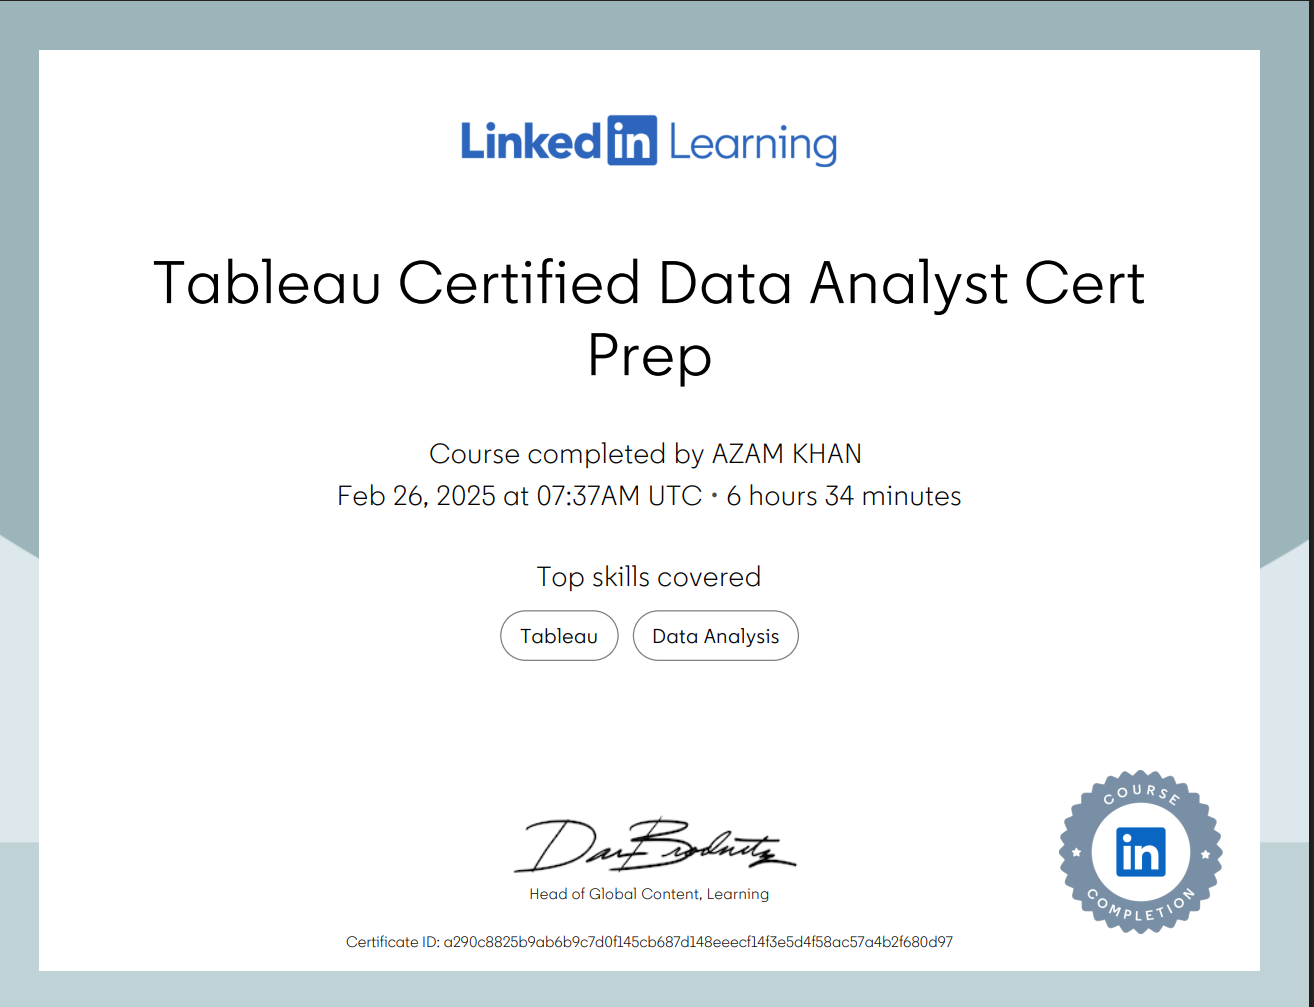 Linked in Learning
Tableau Certified Data Analyst Cert
Prep
Course completed by AZAM KHAN
Feb 26, 2025 at 07:37AM UTC • 6 hours 34 minutes
Top skills covered
Tableau
Data Analysis
Dan Brodnitz
Head of Global Content, Learning
COURSE
in
COMPLETION
Certificate ID: a290c8825b9ab6b9c7d0f145cb687d148eeecf14f3e5d4f58ac57a4b2f680d97